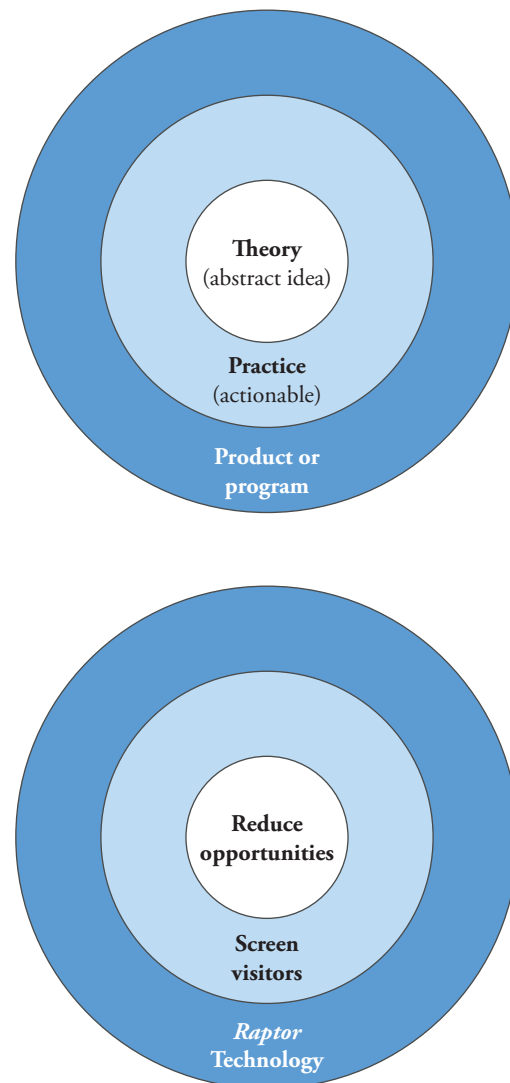 Theory
(abstract idea)
Practice
(actionable)
Product or
program
Reduce
opportunities
Screen
visitors
Raptor
Technology